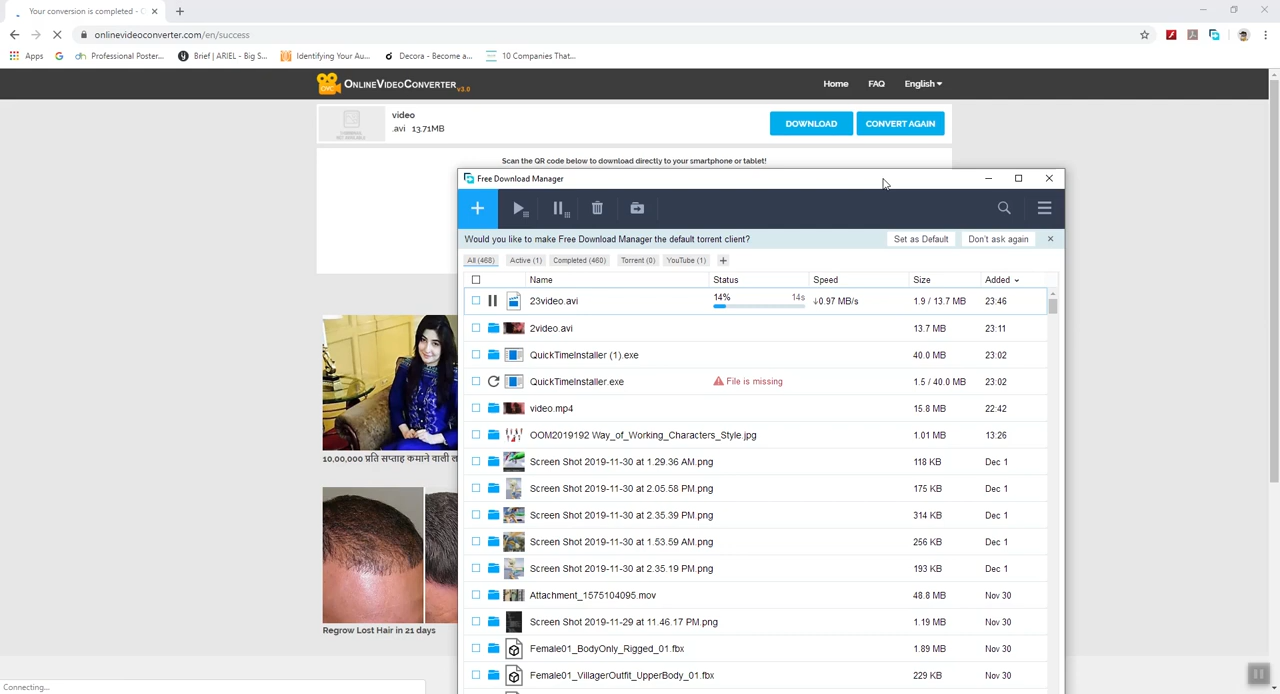 Your conversion is completed - C
onlinevideoconverter.com/en/success
Apps
Professional Poster...
Brief | ARIEL - Big S...
Identifying Your Au...
Decora - Become a...
10 Companies That...
OVC
ONLINEVIDEOCONVERTER v3.0
Home
FAQ
English
video
.avi 13.71MB
DOWNLOAD
CONVERT AGAIN
Scan the QR code below to download directly to your smartphone or tablet!
Free Download Manager
Would you like to make Free Download Manager the default torrent client?
Set as Default
Don't ask again
All (468)
Active (1)
Completed (460)
Torrent (0)
YouTube (1)
Name Status Speed Size Added
23video.avi 14% 14s ↓0.97 MB/s 1.9 / 13.7 MB 23:46
2video.avi 13.7 MB 23:11
QuickTimeInstaller (1).exe 40.0 MB 23:02
QuickTimeInstaller.exe File is missing 1.5 / 40.0 MB 23:02
video.mp4 15.8 MB 22:42
OOM2019192 Way_of_Working_Characters_Style.jpg 1.01 MB 13:26
Screen Shot 2019-11-30 at 1.29.36 AM.png 118 KB Dec 1
Screen Shot 2019-11-30 at 2.05.58 PM.png 175 KB Dec 1
Screen Shot 2019-11-30 at 2.35.39 PM.png 314 KB Dec 1
Screen Shot 2019-11-30 at 1.53.59 AM.png 256 KB Dec 1
Screen Shot 2019-11-30 at 2.35.19 PM.png 193 KB Dec 1
Attachment_1575104095.mov 48.8 MB Nov 30
Screen Shot 2019-11-29 at 11.46.17 PM.png 1.19 MB Nov 30
Female01_BodyOnly_Rigged_01.fbx 1.89 MB Nov 30
Female01_VillagerOutfit_UpperBody_01.fbx 229 KB Nov 30
10,00,000 प्रति सप्ताह कमाने वाली
Regrow Lost Hair in 21 days
Connecting...